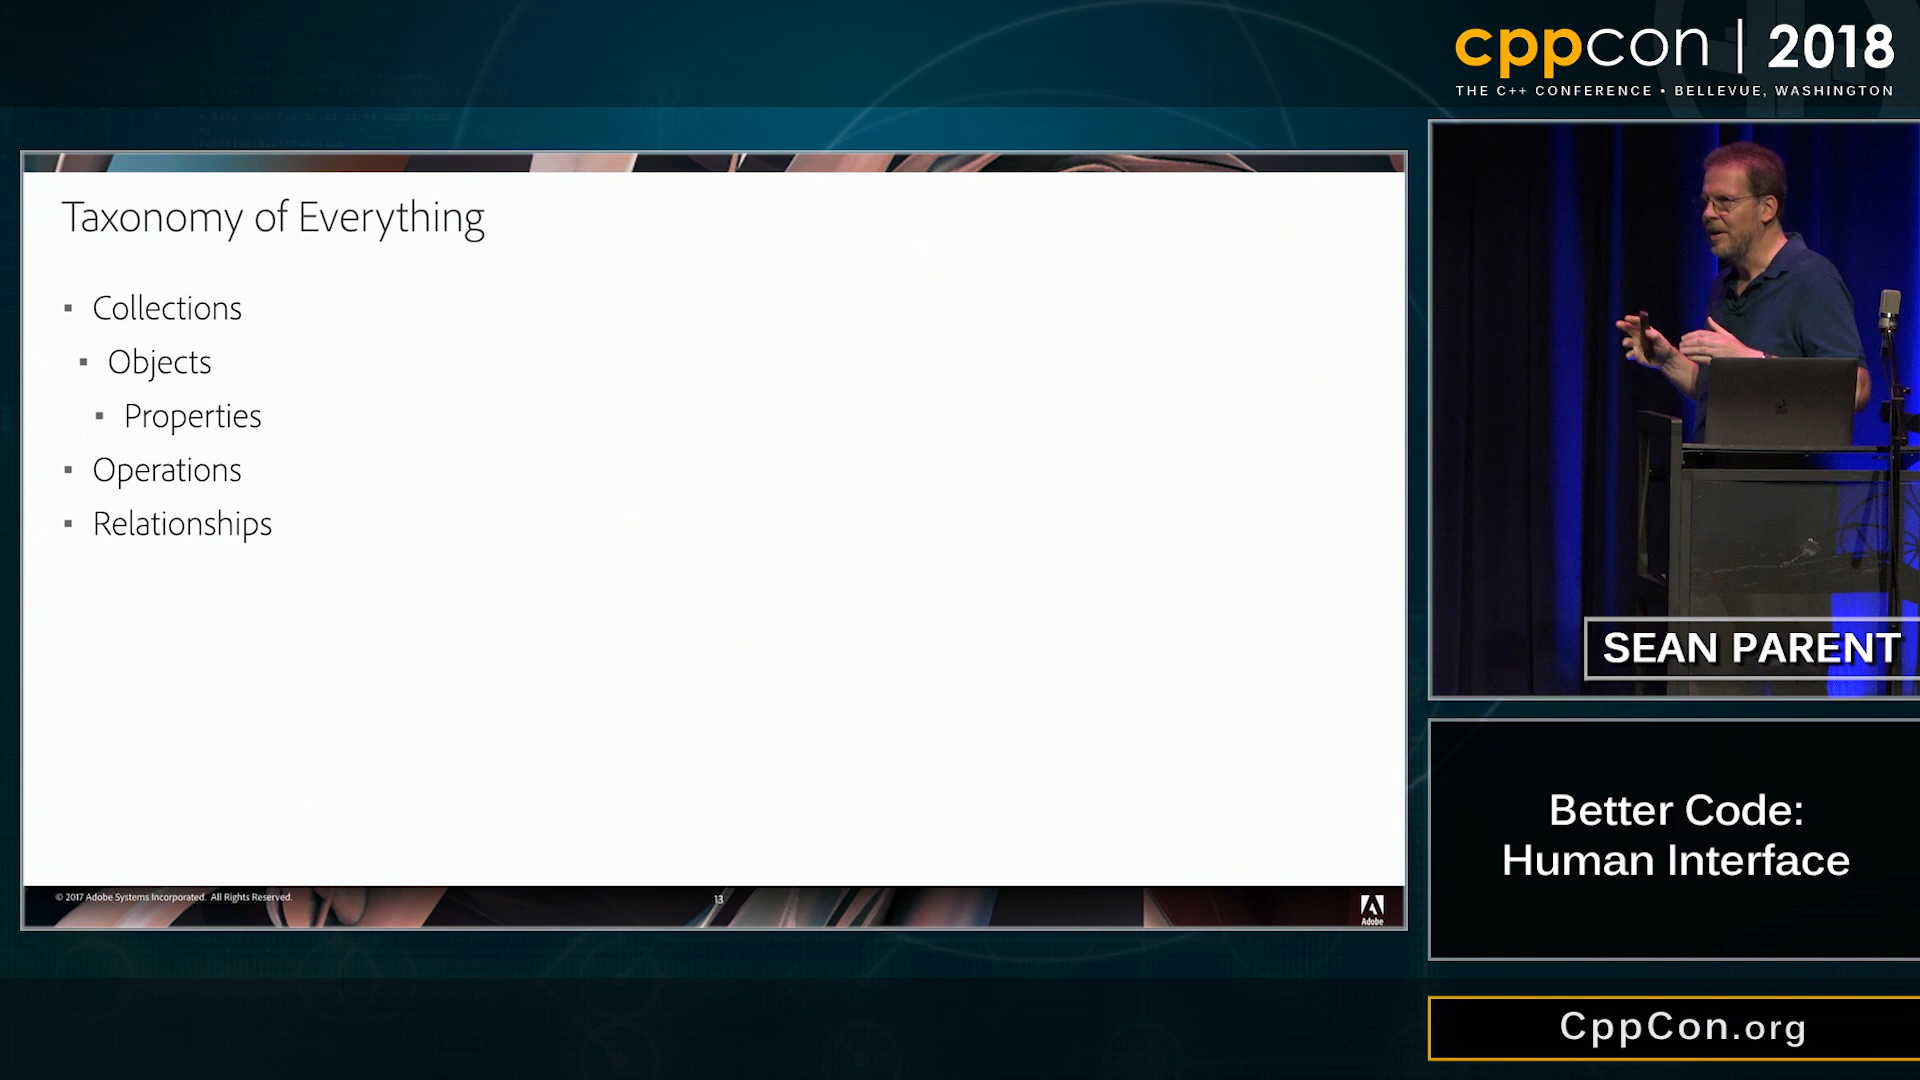 cppcon | 2018
THE C++ CONFERENCE • BELLEVUE, WASHINGTON
Taxonomy of Everything
▪ Collections
▪ Objects
▪ Properties
▪ Operations
▪ Relationships
© 2017 Adobe Systems Incorporated. All Rights Reserved.
13
Adobe
SEAN PARENT
Better Code:
Human Interface
CppCon.org